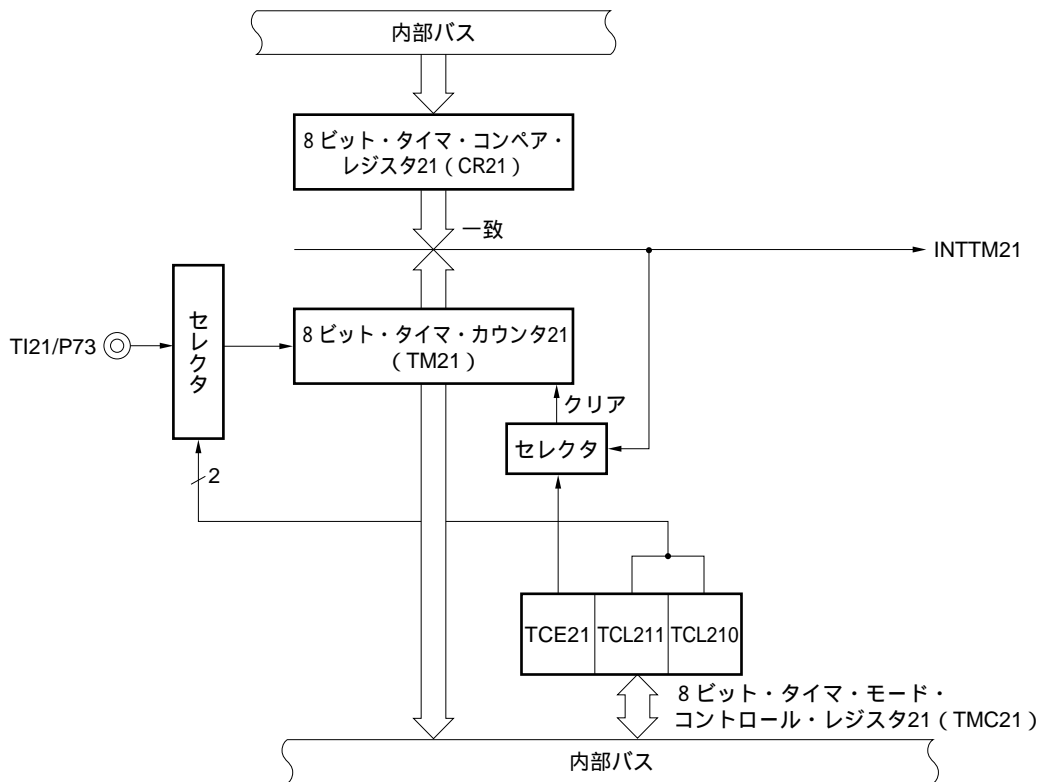 内部バス
8ビット・タイマ・コンペア・
レジスタ21(CR21)
一致
INTTM21
セレクタ
TI21/P73
8ビット・タイマ・カウンタ21
(TM21)
クリア
セレクタ
2
TCE21 TCL211 TCL210
8ビット・タイマ・モード・
コントロール・レジスタ21(TMC21)
内部バス